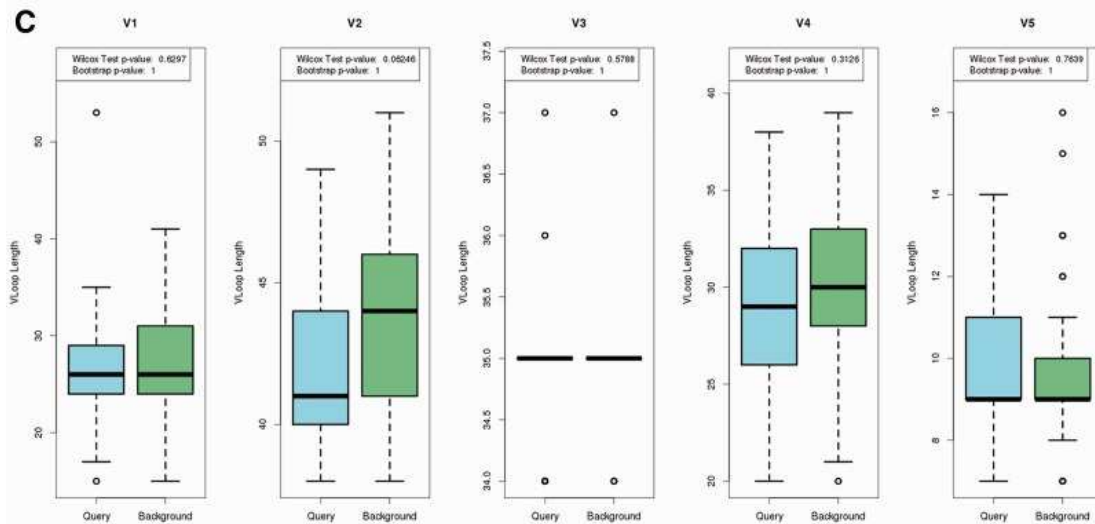 C
V1
Wilcox Test p-value: 0.6297
Bootstrap p-value: 1
VLoop Length
50
40
30
20
Query Background
V2
Wilcox Test p-value: 0.06246
Bootstrap p-value: 1
VLoop Length
50
45
40
Query Background
V3
Wilcox Test p-value: 0.5788
Bootstrap p-value: 1
VLoop Length
37.5
37.0
36.5
36.0
35.5
35.0
34.5
34.0
Query Background
V4
Wilcox Test p-value: 0.3126
Bootstrap p-value: 1
VLoop Length
40
35
30
25
20
Query Background
V5
Wilcox Test p-value: 0.7639
Bootstrap p-value: 1
VLoop Length
16
14
12
10
8
Query Background